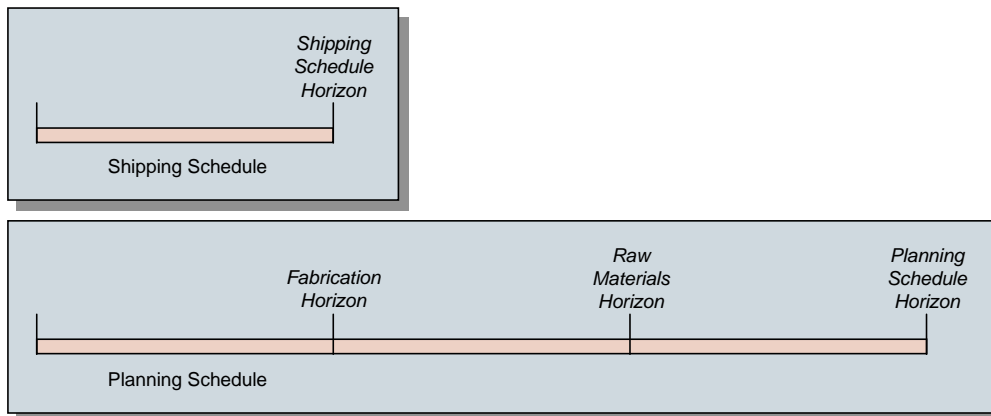 Shipping
Schedule
Horizon
Shipping Schedule
Fabrication
Horizon
Raw
Materials
Horizon
Planning
Schedule
Horizon
Planning Schedule